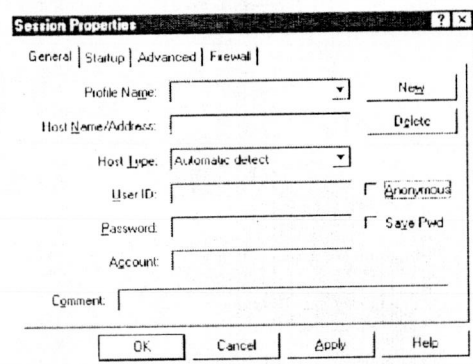 Session Properties ? ×
General Startup Advanced Firewall
Profile Name: New
Host Name/Address: Delete
Host Type: Automatic detect
User ID: Anonymous
Password: Save Pwd
Account:
Comment:
OK Cancel Apply Help